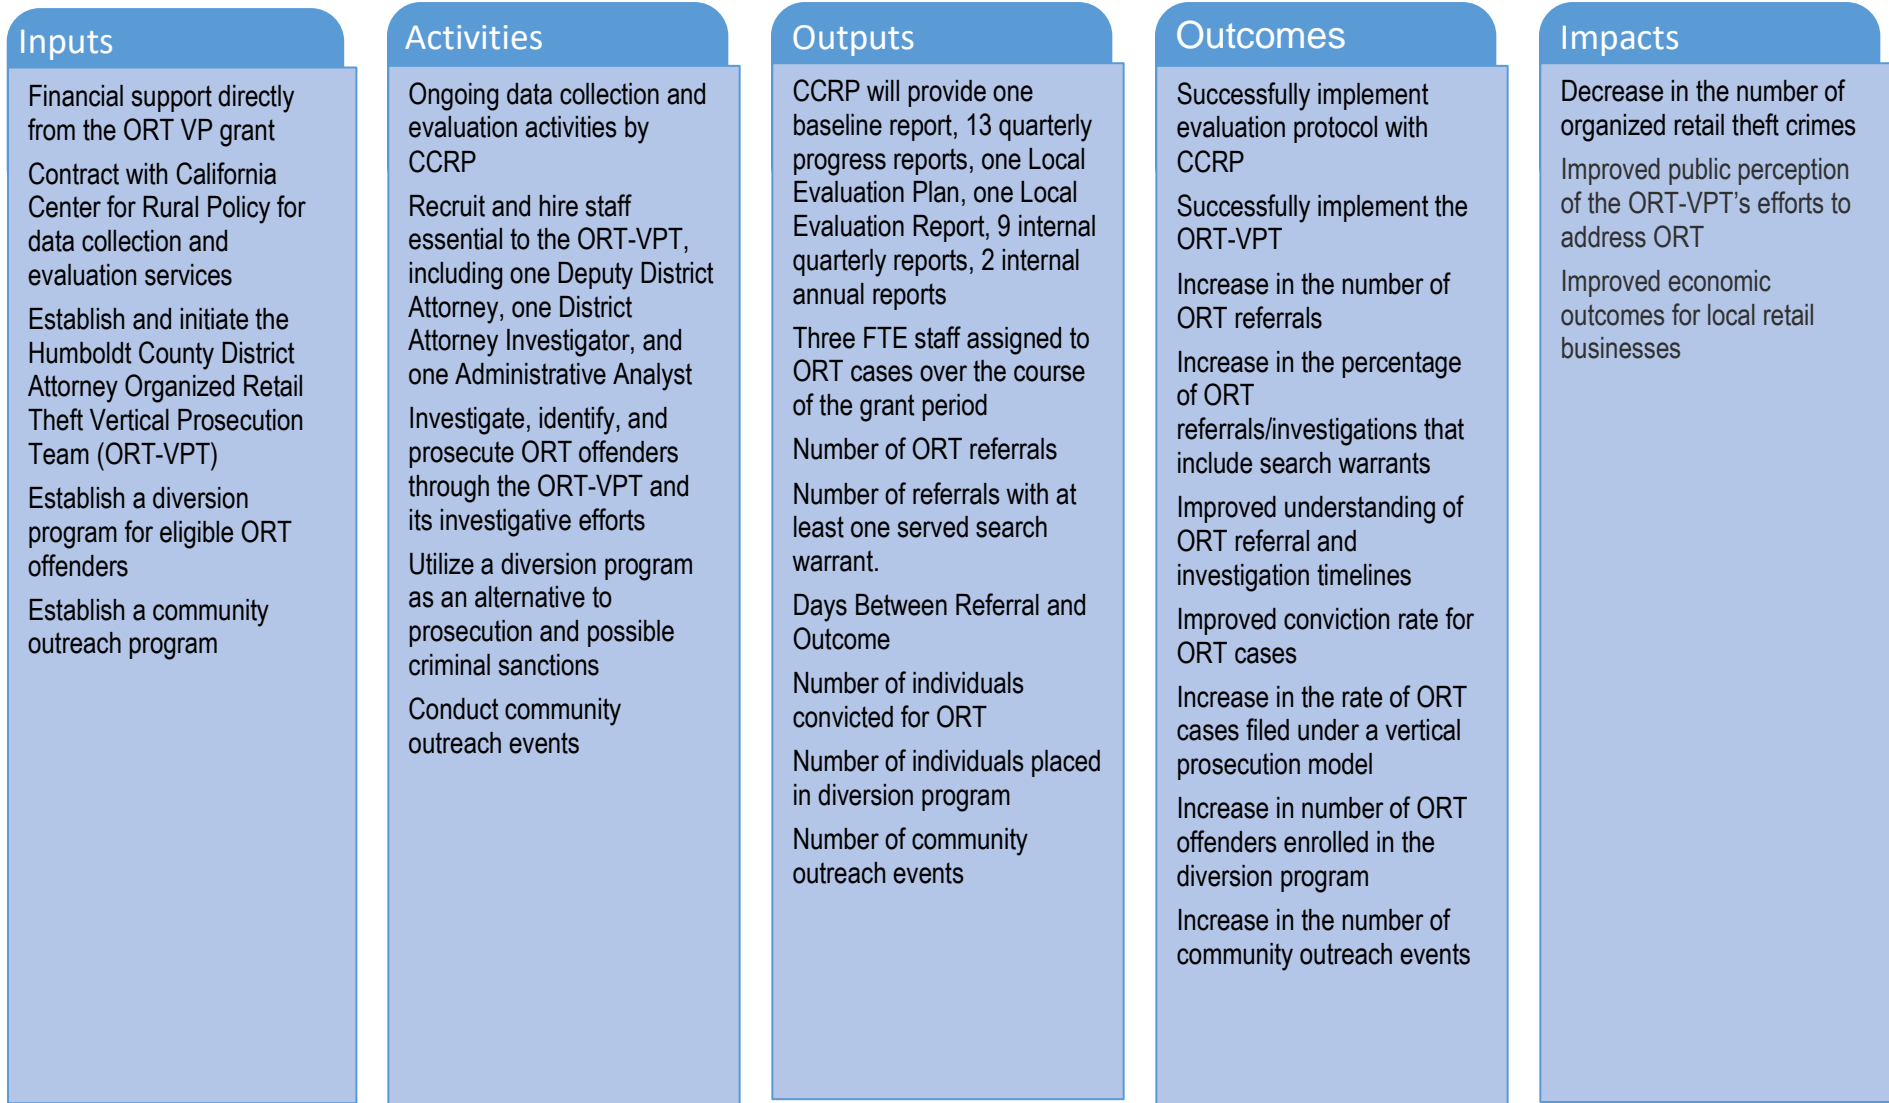 Inputs
Financial support directly
from the ORT VP grant
Contract with California
Center for Rural Policy for
data collection and
evaluation services
Establish and initiate the
Humboldt County District
Attorney Organized Retail
Theft Vertical Prosecution
Team (ORT-VPT)
Establish a diversion
program for eligible ORT
offenders
Establish a community
outreach program
Activities
Ongoing data collection and
evaluation activities by
CCRP
Recruit and hire staff
essential to the ORT-VPT,
including one Deputy District
Attorney, one District
Attorney Investigator, and
one Administrative Analyst
Investigate, identify, and
prosecute ORT offenders
through the ORT-VPT and
its investigative efforts
Utilize a diversion program
as an alternative to
prosecution and possible
criminal sanctions
Conduct community
outreach events
Outputs
CCRP will provide one
baseline report, 13 quarterly
progress reports, one Local
Evaluation Plan, one Local
Evaluation Report, 9 internal
quarterly reports, 2 internal
annual reports
Three FTE staff assigned to
ORT cases over the course
of the grant period
Number of ORT referrals
Number of referrals with at
least one served search
warrant.
Days Between Referral and
Outcome
Number of individuals
convicted for ORT
Number of individuals placed
in diversion program
Number of community
outreach events
Outcomes
Successfully implement
evaluation protocol with
CCRP
Successfully implement the
ORT-VPT
Increase in the number of
ORT referrals
Increase in the percentage
of ORT
referrals/investigations that
include search warrants
Improved understanding of
ORT referral and
investigation timelines
Improved conviction rate for
ORT cases
Increase in the rate of ORT
cases filed under a vertical
prosecution model
Increase in number of ORT
offenders enrolled in the
diversion program
Increase in the number of
community outreach events
Impacts
Decrease in the number of
organized retail theft crimes
Improved public perception
of the ORT-VPT’s efforts to
address ORT
Improved economic
outcomes for local retail
businesses